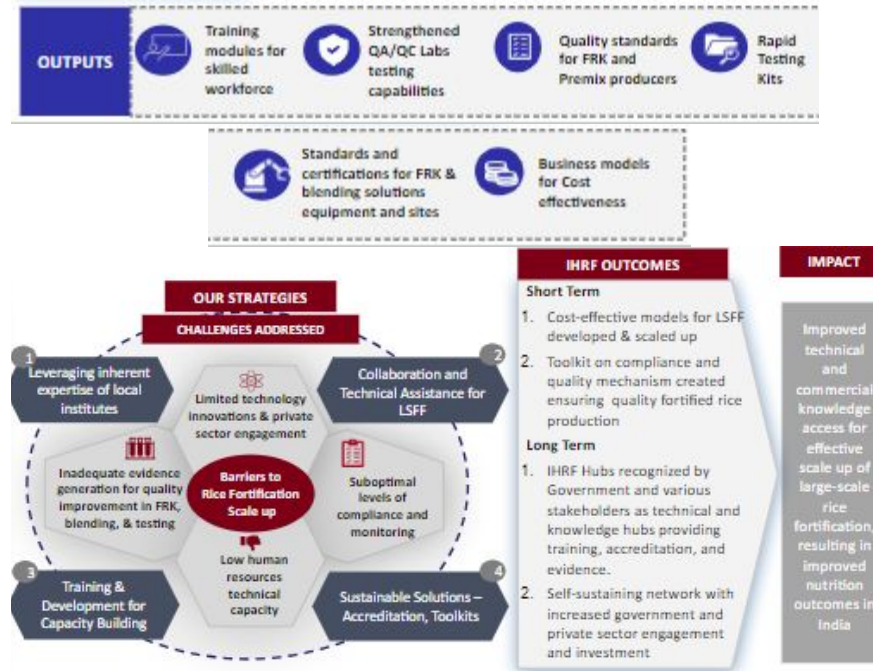 OUTPUTS
Training
modules for
skilled
workforce
Strengthened
QA/QC Labs
testing
capabilities
Quality standards
for FRK and
Premix producers
Rapid
Testing
Kits
Standards and
certifications for FRK &
blending solutions
equipment and sites
Business models
for Cost
effectiveness
OUR STRATEGIES
CHALLENGES ADDRESSED
1
Leveraging inherent
expertise of local
institutes
2
Collaboration and
Technical Assistance for
LSFF
Limited technology
innovations & private
sector engagement
Inadequate evidence
generation for quality
improvement in FRK,
blending, & testing
Barriers to
Rice Fortification
Scale up
Suboptimal
levels of
compliance and
monitoring
Low human
resources
technical
capacity
3
Training &
Development for
Capacity Building
4
Sustainable Solutions –
Accreditation, Toolkits
IHRF OUTCOMES
Short Term
1. Cost-effective models for LSFF
developed & scaled up
2. Toolkit on compliance and
quality mechanism created
ensuring quality fortified rice
production
Long Term
1. IHRF Hubs recognized by
Government and various
stakeholders as technical and
knowledge hubs providing
training, accreditation, and
evidence.
2. Self-sustaining network with
increased government and
private sector engagement
and investment
IMPACT
Improved
technical
and
commercial
knowledge
access for
effective
scale up of
large-scale
rice
fortification,
resulting in
improved
nutrition
outcomes in
India